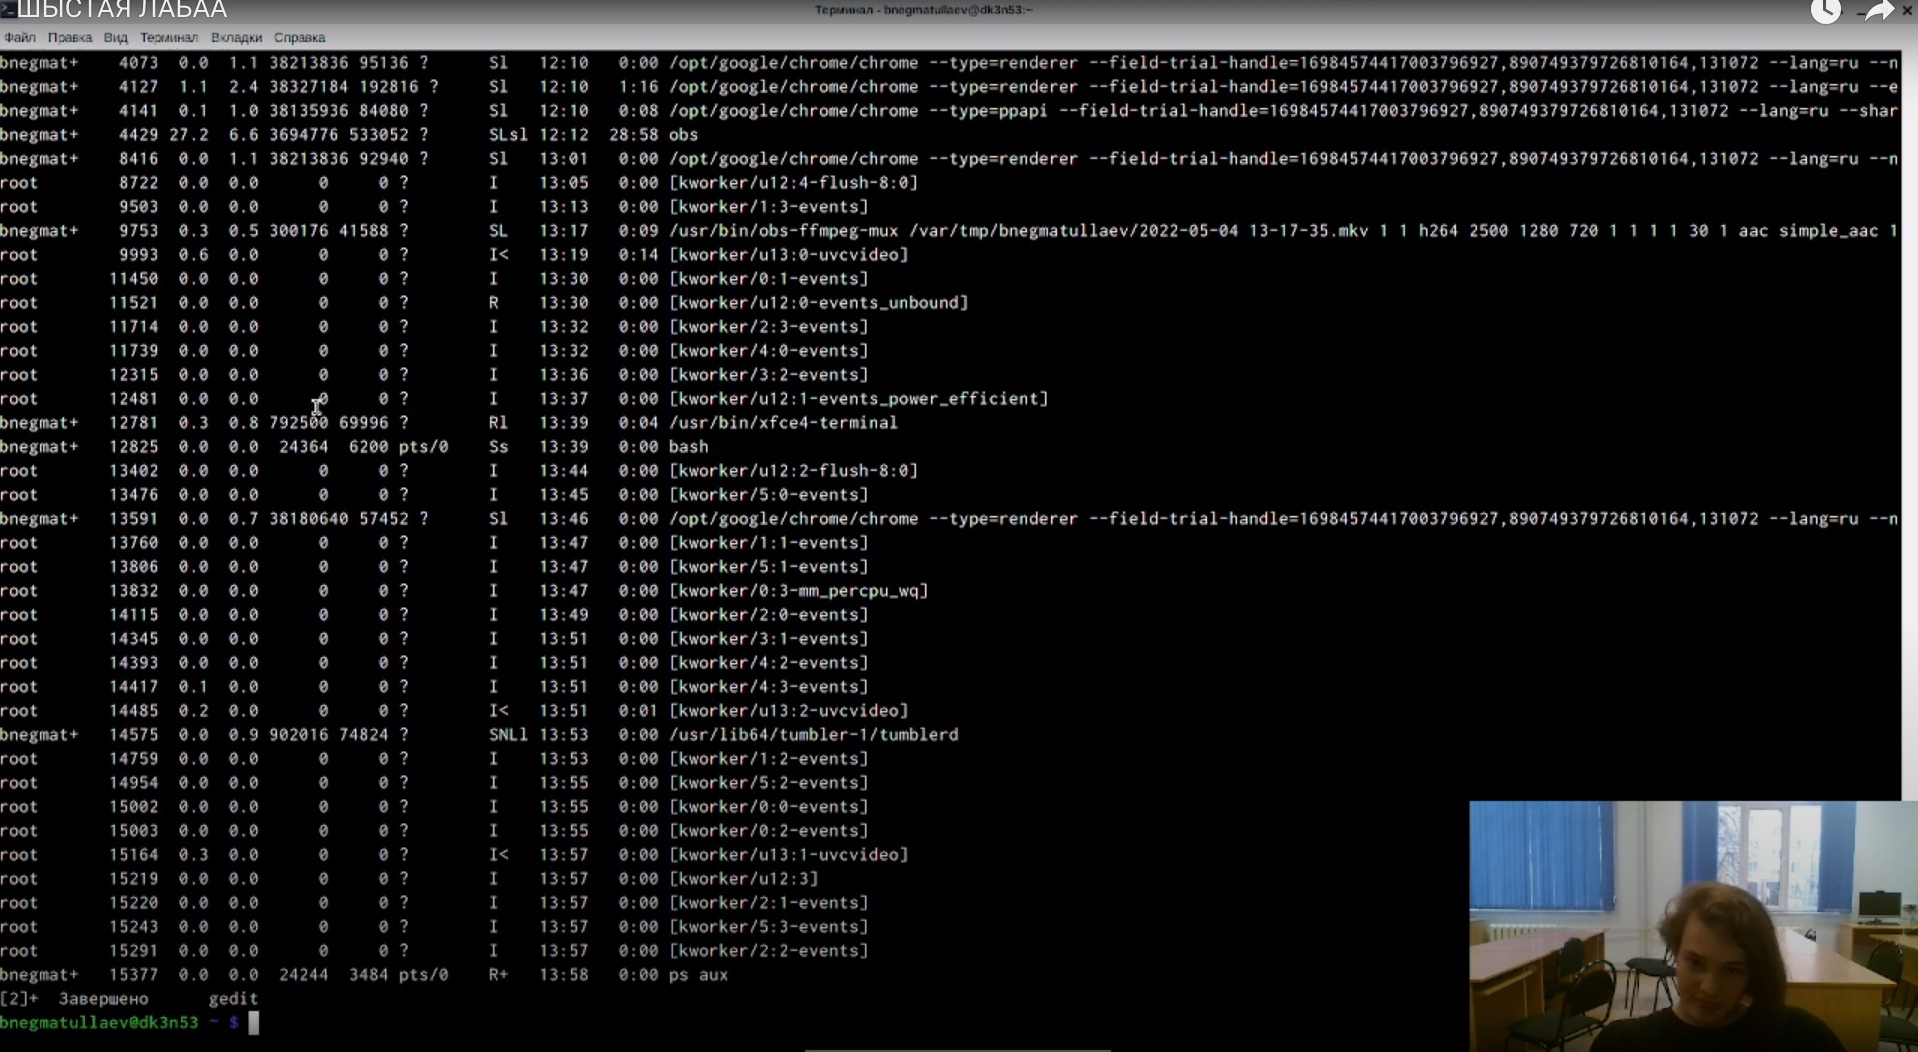 ШЫСТАЯ ЛАБАА
Терминал - bnegmatullaev@dk3n53:~
Файл Правка Вид Терминал Вкладки Справка
bnegmat+ 4073 0.0 1.1 38213836 95136 ? Sl 12:10 0:00 /opt/google/chrome/chrome --type=renderer --field-trial-handle=16984574417003796927,890749379726810164,131072 --lang=ru --n
bnegmat+ 4127 1.1 2.4 38327184 192816 ? Sl 12:10 1:16 /opt/google/chrome/chrome --type=renderer --field-trial-handle=16984574417003796927,890749379726810164,131072 --lang=ru --e
bnegmat+ 4141 0.1 1.0 38135936 84080 ? Sl 12:10 0:08 /opt/google/chrome/chrome --type=ppapi --field-trial-handle=16984574417003796927,890749379726810164,131072 --lang=ru --shar
bnegmat+ 4429 27.2 6.6 3694776 533052 ? SLsl 12:12 28:58 obs
bnegmat+ 8416 0.0 1.1 38213836 92940 ? Sl 13:01 0:00 /opt/google/chrome/chrome --type=renderer --field-trial-handle=16984574417003796927,890749379726810164,131072 --lang=ru --n
root 8722 0.0 0.0 0 0 ? I 13:05 0:00 [kworker/u12:4-flush-8:0]
root 9503 0.0 0.0 0 0 ? I 13:13 0:00 [kworker/1:3-events]
bnegmat+ 9753 0.3 0.5 300176 41588 ? SL 13:17 0:09 /usr/bin/obs-ffmpeg-mux /var/tmp/bnegmatullaev/2022-05-04 13-17-35.mkv 1 1 h264 2500 1280 720 1 1 1 1 30 1 aac simple_aac 1
root 9993 0.6 0.0 0 0 ? I< 13:19 0:14 [kworker/u13:0-uvcvideo]
root 11450 0.0 0.0 0 0 ? I 13:30 0:00 [kworker/0:1-events]
root 11521 0.0 0.0 0 0 ? R 13:30 0:00 [kworker/u12:0-events_unbound]
root 11714 0.0 0.0 0 0 ? I 13:32 0:00 [kworker/2:3-events]
root 11739 0.0 0.0 0 0 ? I 13:32 0:00 [kworker/4:0-events]
root 12315 0.0 0.0 0 0 ? I 13:36 0:00 [kworker/3:2-events]
root 12481 0.0 0.0 0 0 ? I 13:37 0:00 [kworker/u12:1-events_power_efficient]
bnegmat+ 12781 0.3 0.8 792500 69996 ? Rl 13:39 0:04 /usr/bin/xfce4-terminal
bnegmat+ 12825 0.0 0.0 24364 6200 pts/0 Ss 13:39 0:00 bash
root 13402 0.0 0.0 0 0 ? I 13:44 0:00 [kworker/u12:2-flush-8:0]
root 13476 0.0 0.0 0 0 ? I 13:45 0:00 [kworker/5:0-events]
bnegmat+ 13591 0.0 0.7 38180640 57452 ? Sl 13:46 0:00 /opt/google/chrome/chrome --type=renderer --field-trial-handle=16984574417003796927,890749379726810164,131072 --lang=ru --n
root 13760 0.0 0.0 0 0 ? I 13:47 0:00 [kworker/1:1-events]
root 13806 0.0 0.0 0 0 ? I 13:47 0:00 [kworker/5:1-events]
root 13832 0.0 0.0 0 0 ? I 13:47 0:00 [kworker/0:3-mm_percpu_wq]
root 14115 0.0 0.0 0 0 ? I 13:49 0:00 [kworker/2:0-events]
root 14345 0.0 0.0 0 0 ? I 13:51 0:00 [kworker/3:1-events]
root 14393 0.0 0.0 0 0 ? I 13:51 0:00 [kworker/4:2-events]
root 14417 0.1 0.0 0 0 ? I 13:51 0:00 [kworker/4:3-events]
root 14485 0.2 0.0 0 0 ? I< 13:51 0:01 [kworker/u13:2-uvcvideo]
bnegmat+ 14575 0.0 0.9 902016 74824 ? SNLl 13:53 0:00 /usr/lib64/tumbler-1/tumblerd
root 14759 0.0 0.0 0 0 ? I 13:53 0:00 [kworker/1:2-events]
root 14954 0.0 0.0 0 0 ? I 13:55 0:00 [kworker/5:2-events]
root 15002 0.0 0.0 0 0 ? I 13:55 0:00 [kworker/0:0-events]
root 15003 0.0 0.0 0 0 ? I 13:55 0:00 [kworker/0:2-events]
root 15164 0.3 0.0 0 0 ? I< 13:57 0:00 [kworker/u13:1-uvcvideo]
root 15219 0.0 0.0 0 0 ? I 13:57 0:00 [kworker/u12:3]
root 15220 0.0 0.0 0 0 ? I 13:57 0:00 [kworker/2:1-events]
root 15243 0.0 0.0 0 0 ? I 13:57 0:00 [kworker/5:3-events]
root 15291 0.0 0.0 0 0 ? I 13:57 0:00 [kworker/2:2-events]
bnegmat+ 15377 0.0 0.0 24244 3484 pts/0 R+ 13:58 0:00 ps aux
[2]+ Завершено gedit
bnegmatullaev@dk3n53 ~ $